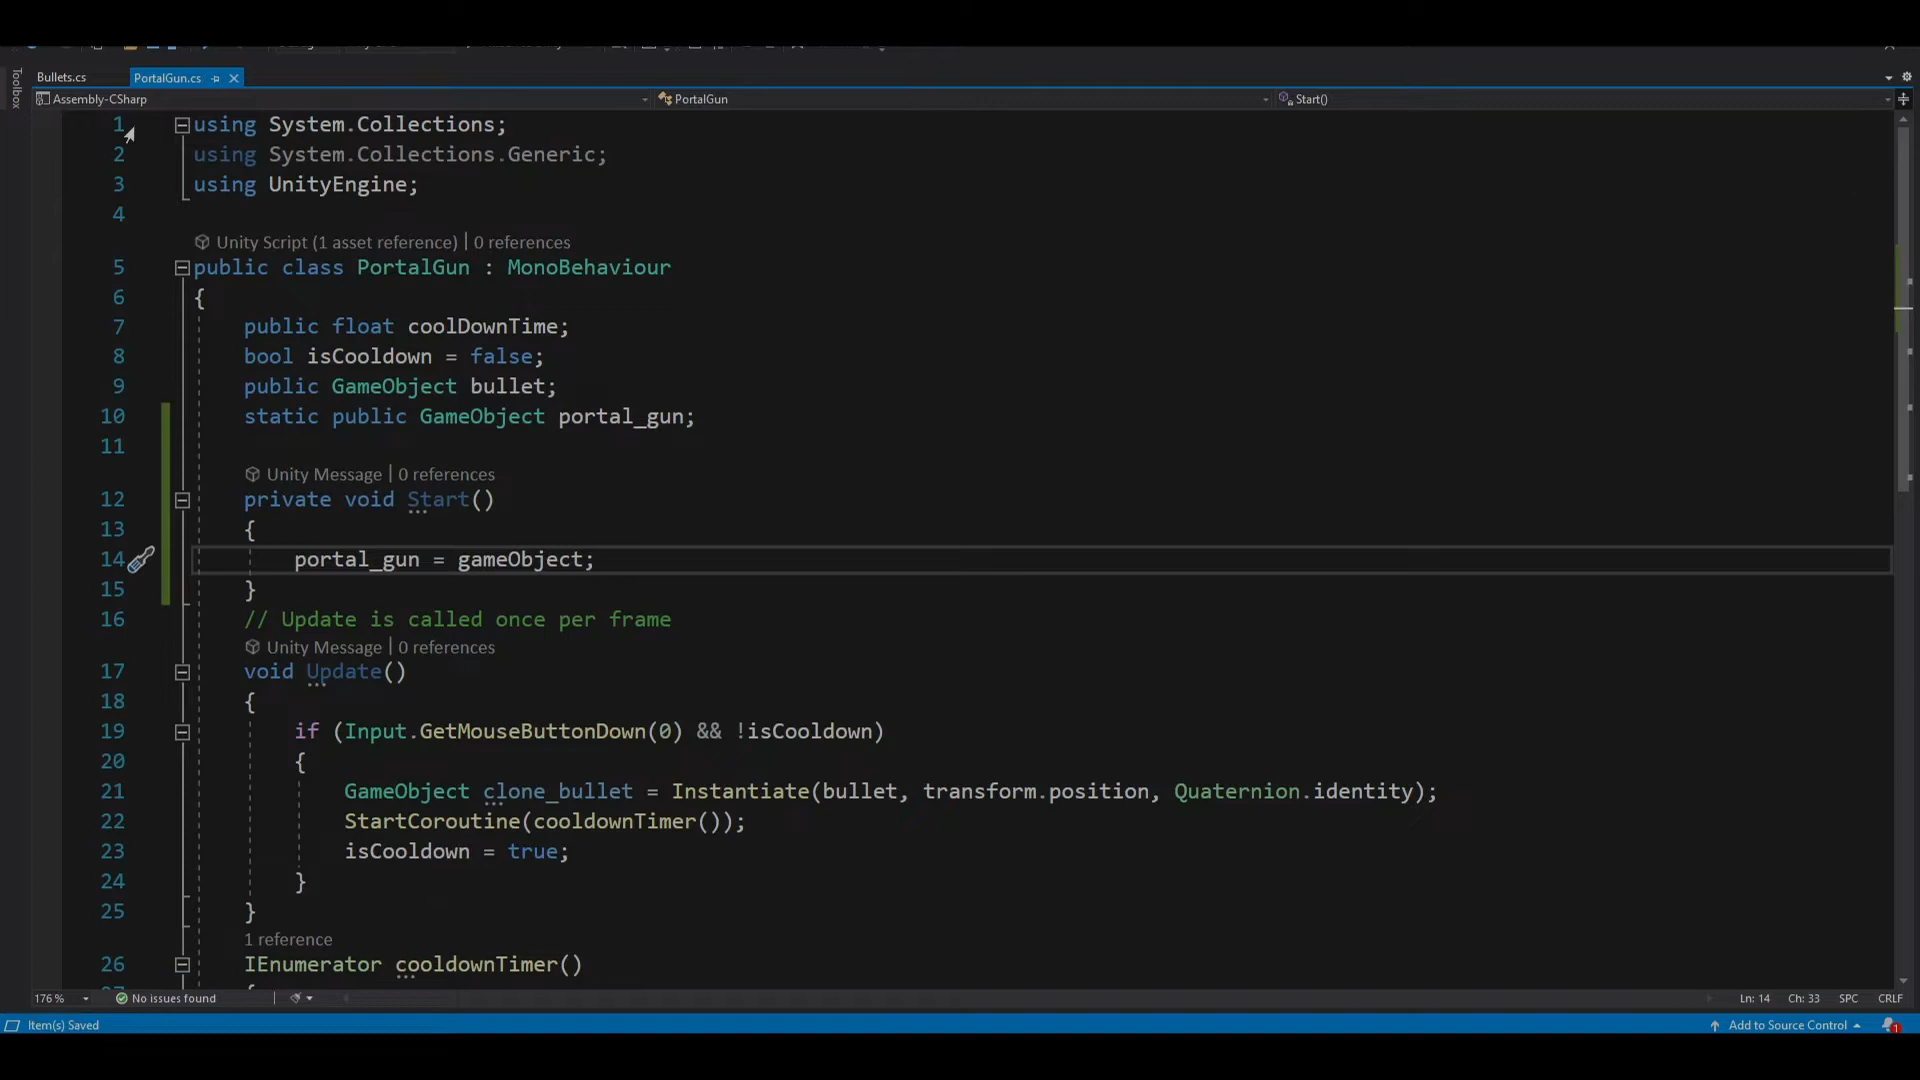 Toolbox
Bullets.cs
PortalGun.cs
Assembly-CSharp
PortalGun
Start()
1 using System.Collections;
2 using System.Collections.Generic;
3 using UnityEngine;
4
Unity Script (1 asset reference) | 0 references
5 public class PortalGun : MonoBehaviour
6 {
7 public float coolDownTime;
8 bool isCooldown = false;
9 public GameObject bullet;
10 static public GameObject portal_gun;
11
Unity Message | 0 references
12 private void Start()
13 {
14 portal_gun = gameObject;
15 }
16 // Update is called once per frame
Unity Message | 0 references
17 void Update()
18 {
19 if (Input.GetMouseButtonDown(0) && !isCooldown)
20 {
21 GameObject clone_bullet = Instantiate(bullet, transform.position, Quaternion.identity);
22 StartCoroutine(cooldownTimer());
23 isCooldown = true;
24 }
25 }
1 reference
26 IEnumerator cooldownTimer()
176 %
No issues found
Ln: 14 Ch: 33 SPC CRLF
Item(s) Saved
Add to Source Control
1